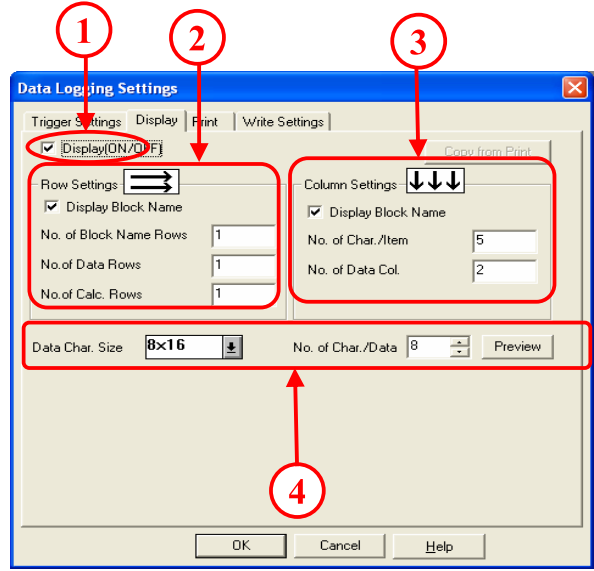 1 2 3
Data Logging Settings
Trigger Settings Display Print Write Settings
Display(ON/OFF)
Copy from Print
Row Settings
Column Settings
Display Block Name
Display Block Name
No. of Block Name Rows 1
No. of Char./Item 5
No.of Data Rows 1
No. of Data Col. 2
No.of Calc. Rows 1
Data Char. Size 8×16 No. of Char./Data 8 Preview
4
OK Cancel Help